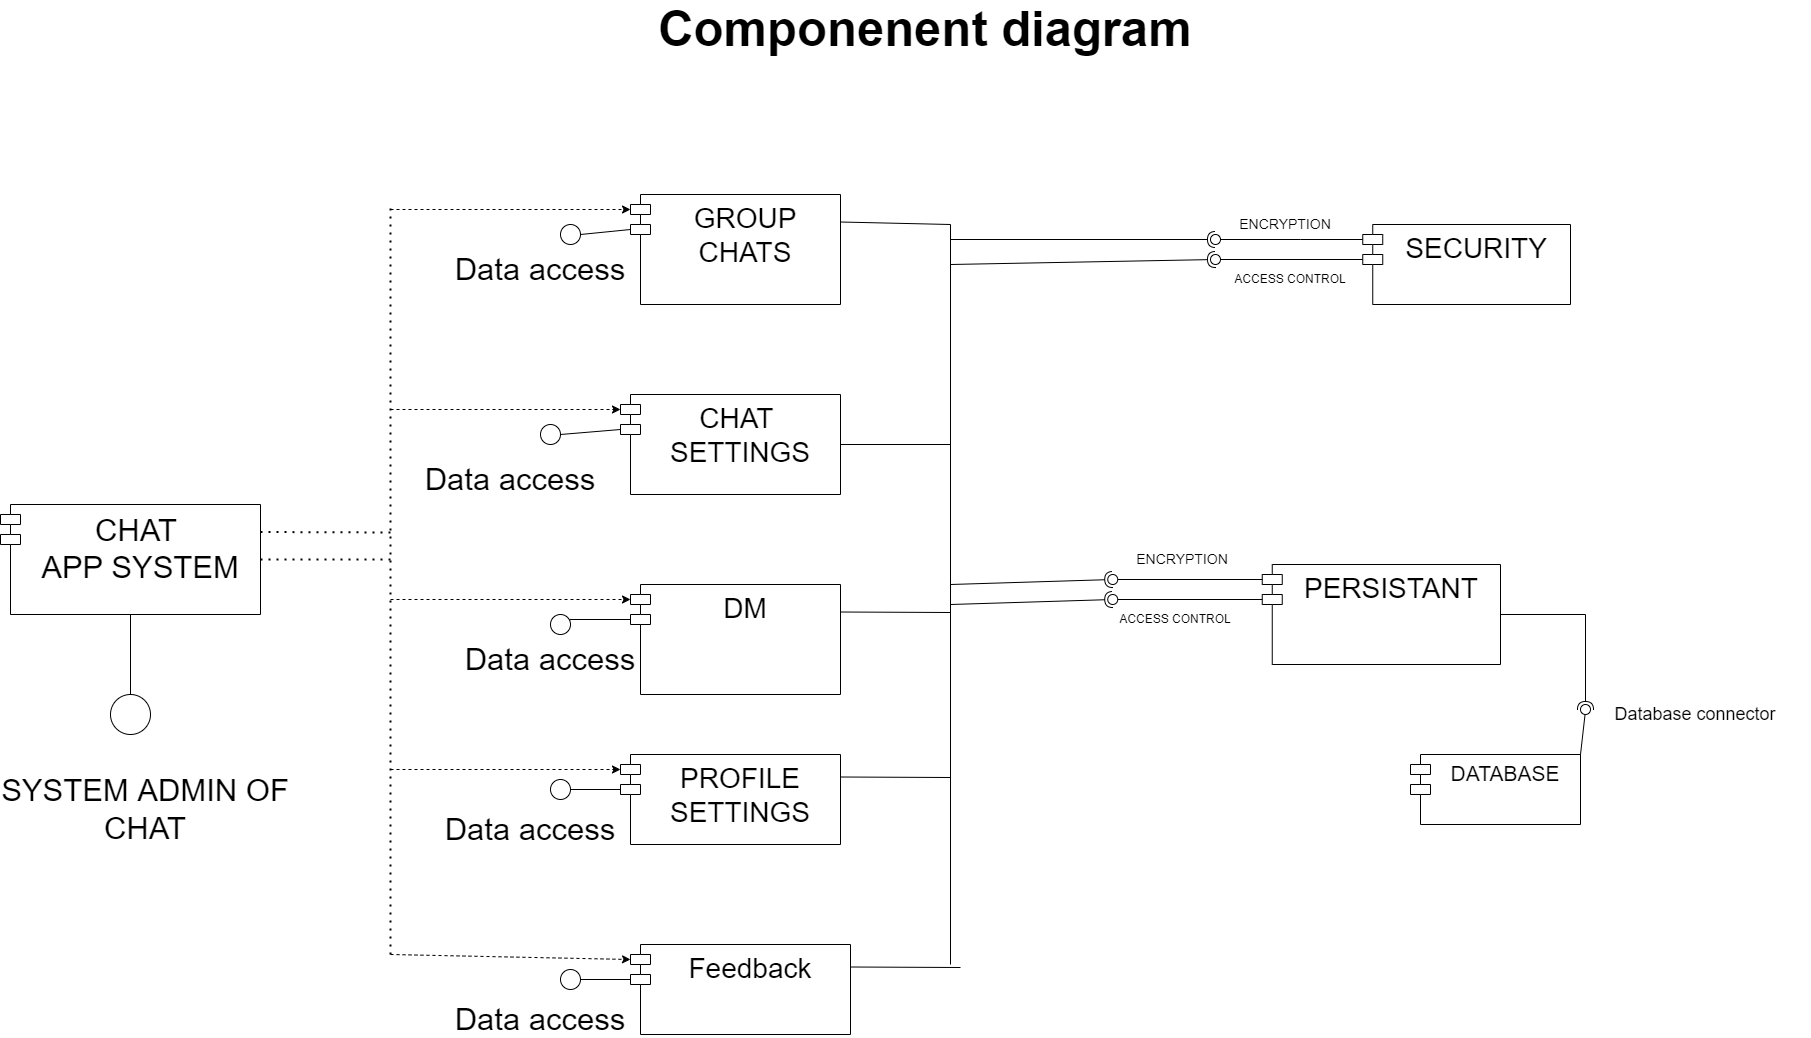 Componenent diagram
GROUP
CHATS
Data access
ENCRYPTION
ACCESS CONTROL
SECURITY
CHAT
SETTINGS
Data access
CHAT
APP SYSTEM
SYSTEM ADMIN OF
CHAT
DM
Data access
ENCRYPTION
ACCESS CONTROL
PERSISTANT
Database connector
DATABASE
PROFILE
SETTINGS
Data access
Feedback
Data access